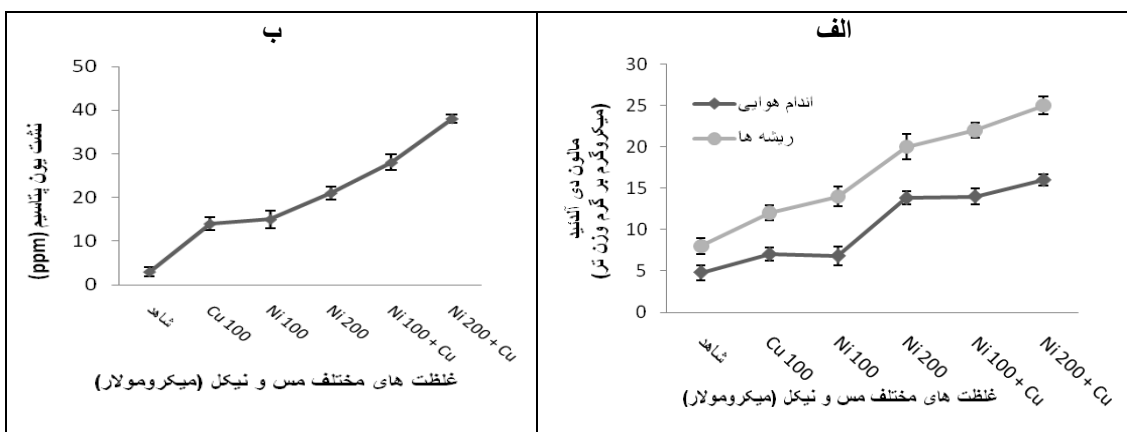 الف
30
25
20
15
10
5
0
اندام هوایی
ریشه ها
مالون دی آلدئید
(میکروگرم بر گرم وزن تر)
شاهد
Cu 100
Ni 100
Ni 200
Ni 100 + Cu
Ni 200 + Cu
غلظت های مختلف مس و نیکل (میکرومولار)
ب
50
40
30
20
10
0
نشت یون پتاسیم (ppm)
شاهد
Cu 100
Ni 100
Ni 200
Ni 100 + Cu
Ni 200 + Cu
غلظت های مختلف مس و نیکل (میکرومولار)